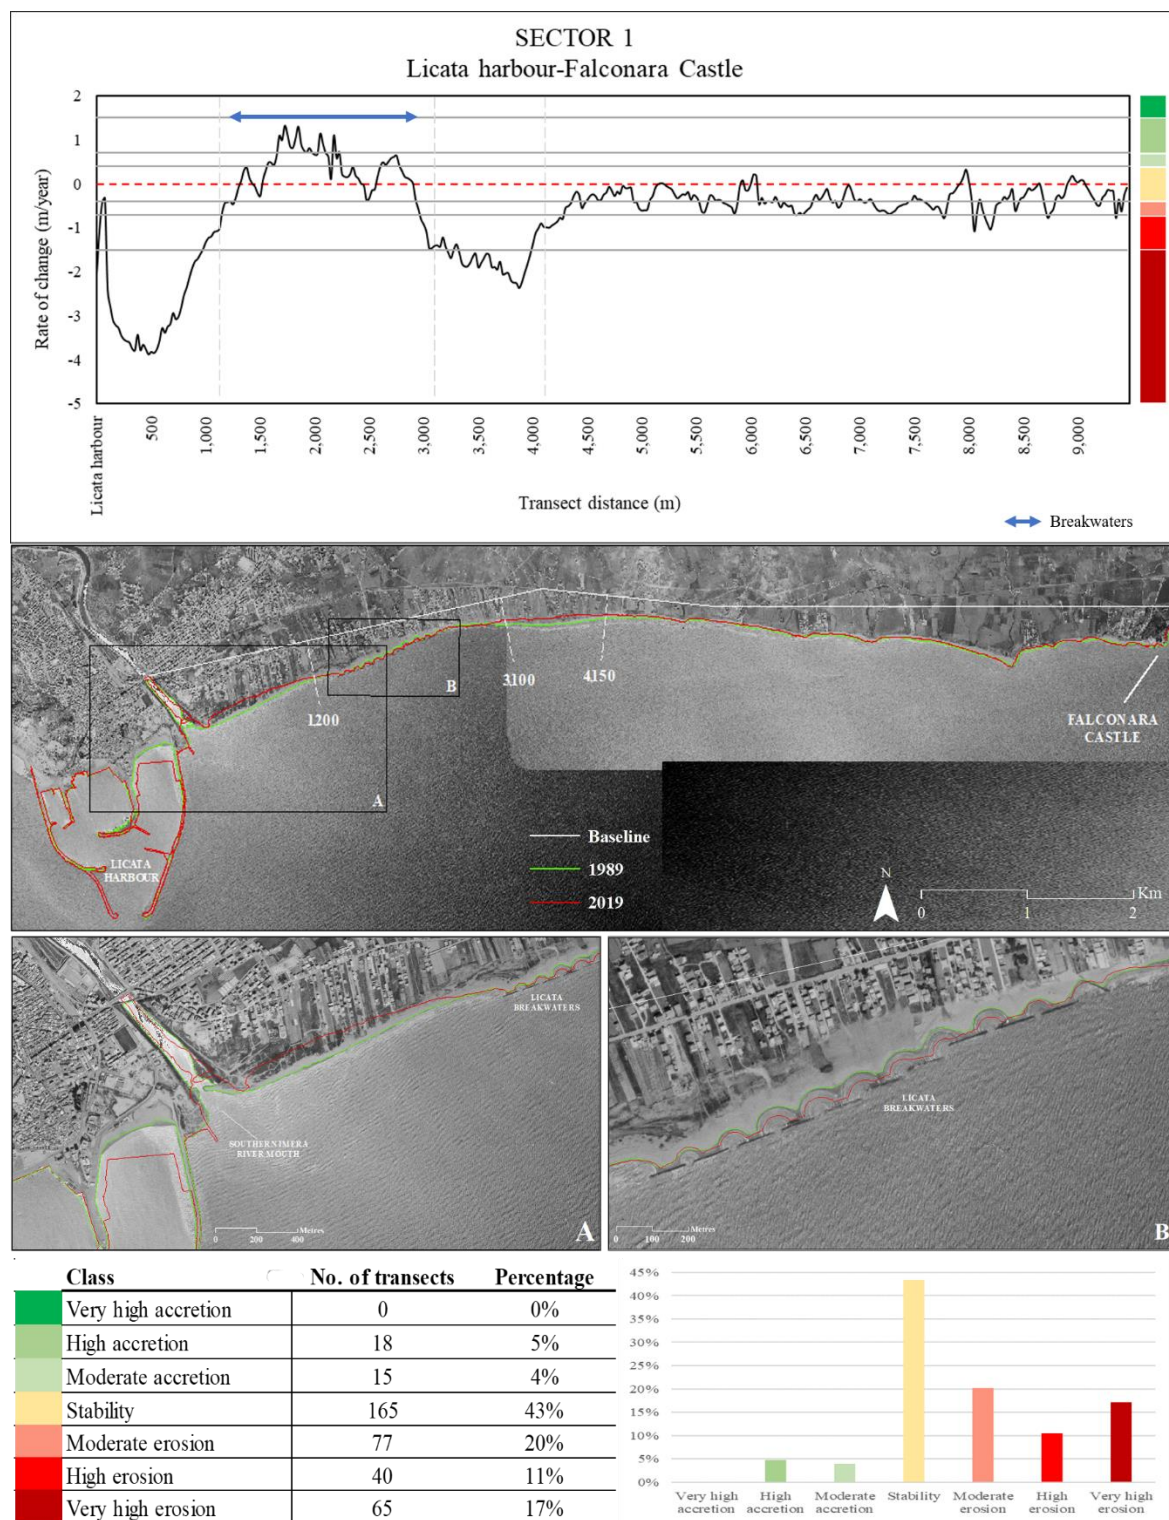 SECTOR 1
Licata harbour-Falconara Castle
Rate of change (m/year)
2
1
0
-1
-2
-3
-4
-5
Licata harbour
500
1,000
1,500
2,000
2,500
3,000
3,500
4,000
4,500
5,000
5,500
6,000
6,500
7,000
7,500
8,000
8,500
9,000
Transect distance (m)
Breakwaters
1200
3100
4150
A
B
FALCONARA
CASTLE
LICATA
HARBOUR
Baseline
1989
2019
N
Km
0 1 2
LICATA
BREAKWATERS
SOUTHERN IMERA
RIVER MOUTH
Metres
0 200 400
A
LICATA
BREAKWATERS
Metres
0 100 200
B
Class No. of transects Percentage
Very high accretion 0 0%
High accretion 18 5%
Moderate accretion 15 4%
Stability 165 43%
Moderate erosion 77 20%
High erosion 40 11%
Very high erosion 65 17%
45%
40%
35%
30%
25%
20%
15%
10%
5%
0%
Very high accretion
High accretion
Moderate accretion
Stability
Moderate erosion
High erosion
Very high erosion